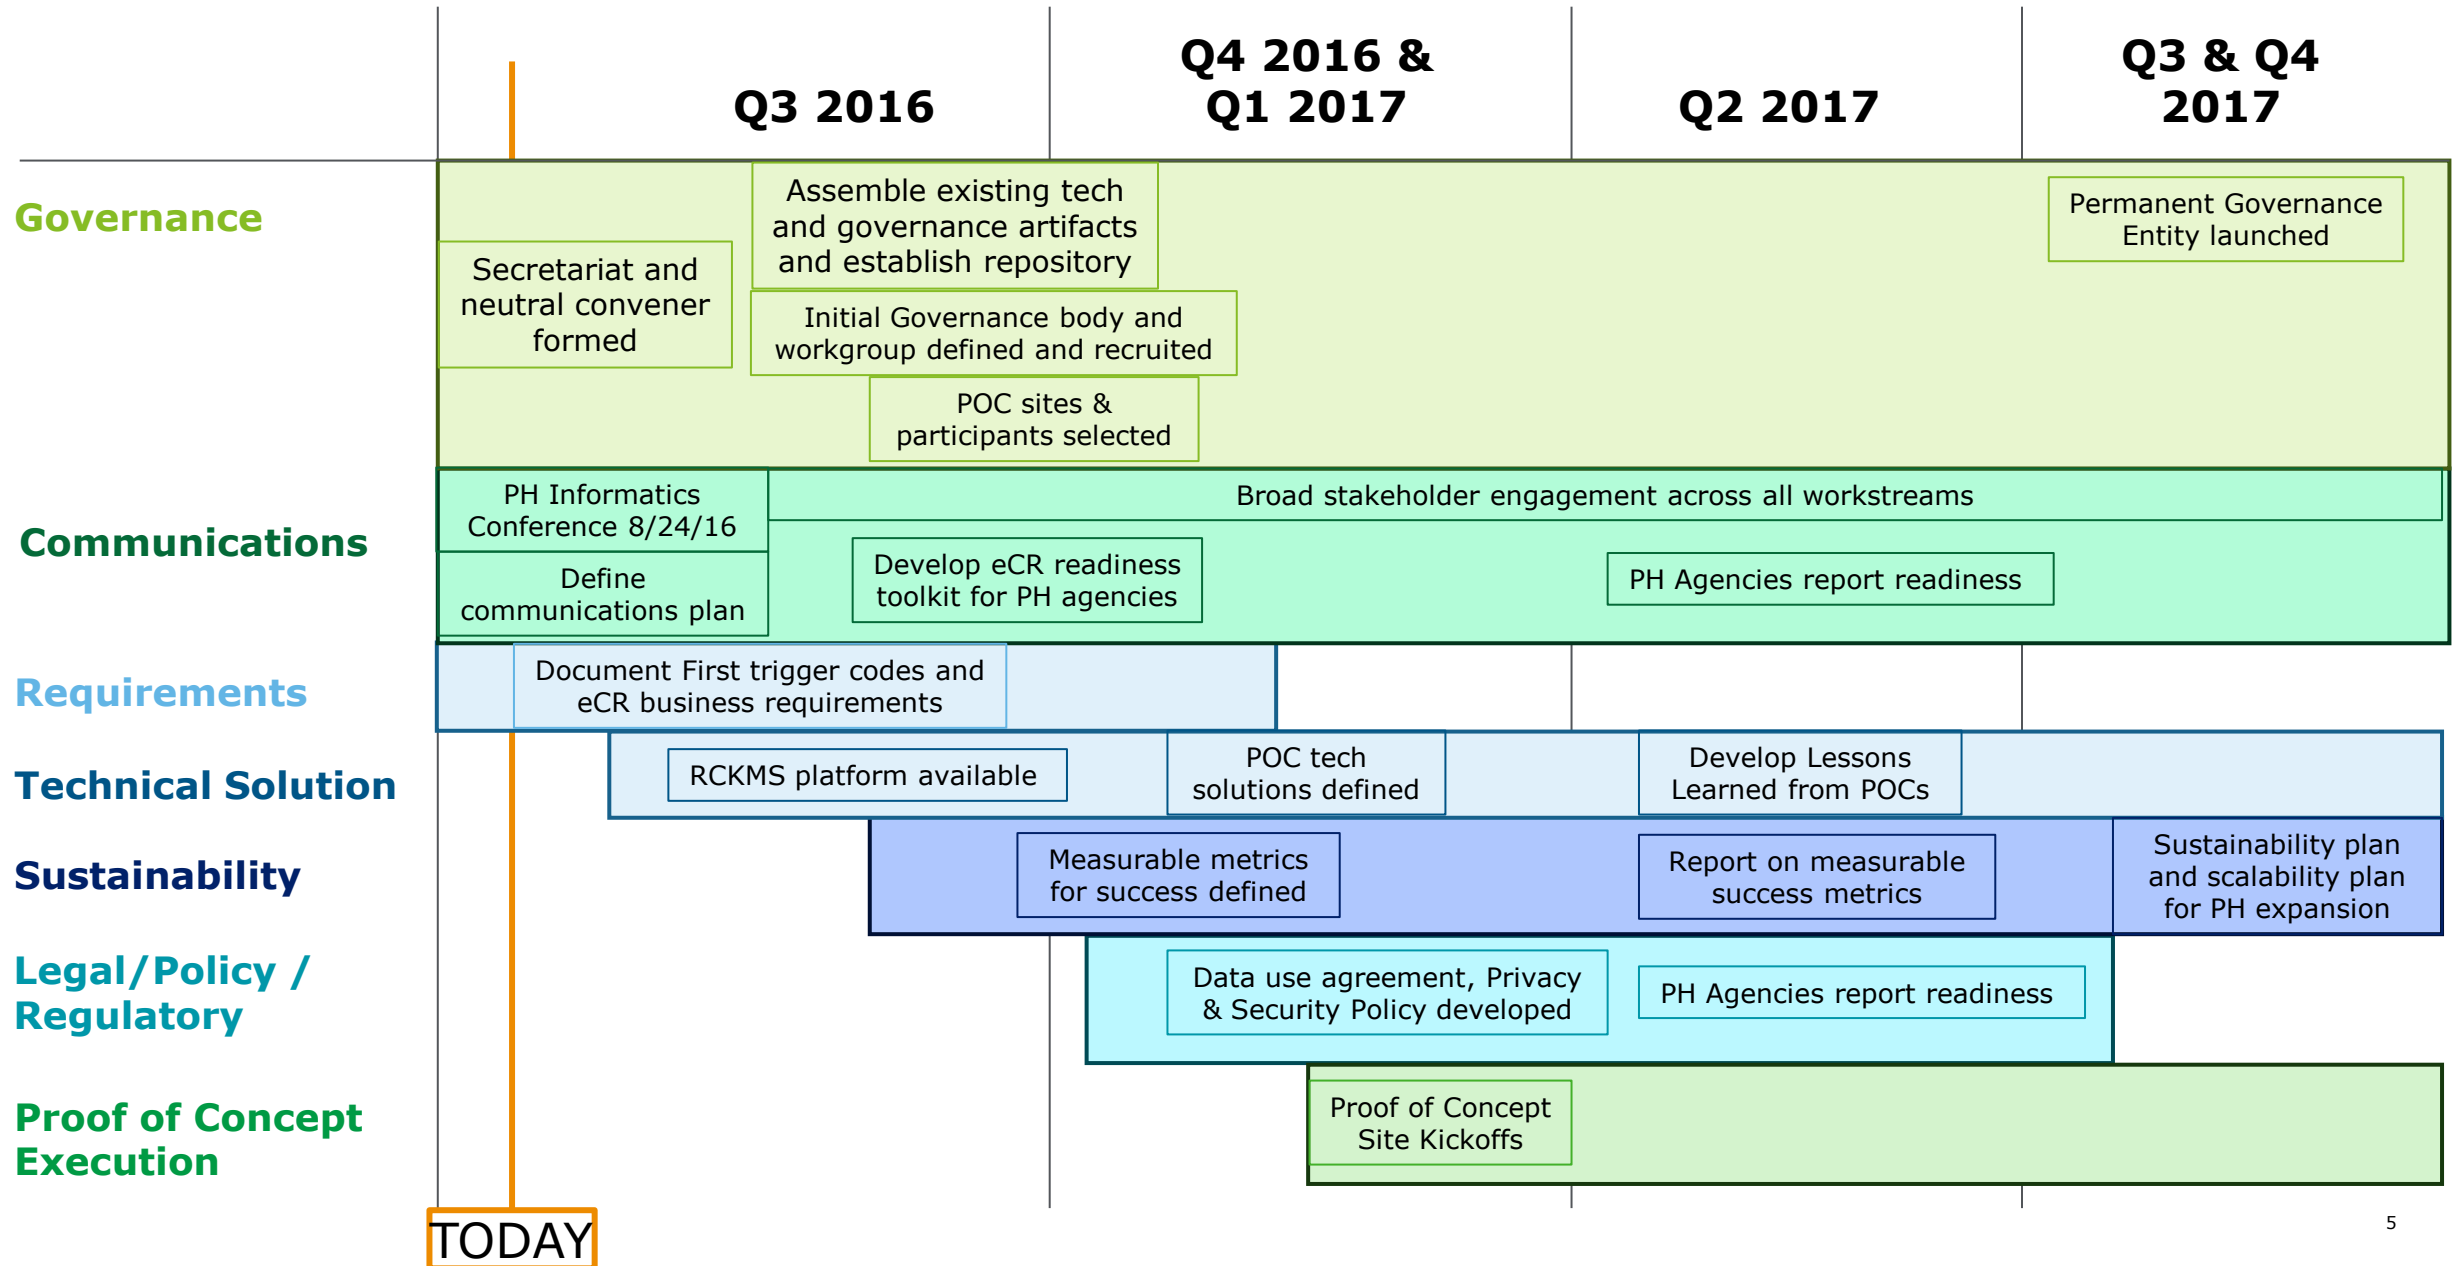 Q3 2016
Q4 2016 &
Q1 2017
Q2 2017
Q3 & Q4
2017
Governance
Secretariat and
neutral convener
formed
Assemble existing tech
and governance artifacts
and establish repository
Initial Governance body and
workgroup defined and recruited
POC sites &
participants selected
Permanent Governance
Entity launched
Communications
PH Informatics
Conference 8/24/16
Define
communications plan
Broad stakeholder engagement across all workstreams
Develop eCR readiness
toolkit for PH agencies
PH Agencies report readiness
Requirements
Document First trigger codes and
eCR business requirements
Technical Solution
RCKMS platform available
POC tech
solutions defined
Develop Lessons
Learned from POCs
Sustainability
Measurable metrics
for success defined
Report on measurable
success metrics
Sustainability plan
and scalability plan
for PH expansion
Legal/Policy /
Regulatory
Data use agreement, Privacy
& Security Policy developed
PH Agencies report readiness
Proof of Concept
Execution
Proof of Concept
Site Kickoffs
TODAY
5